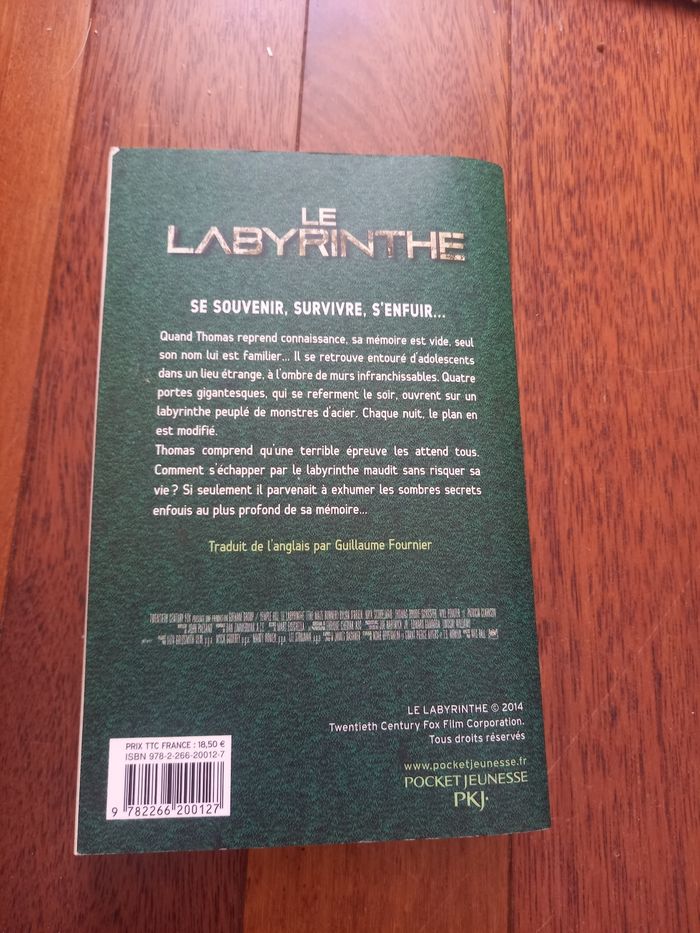 LE
LABYRINTHE
SE SOUVENIR, SURVIVRE, S'ENFUIR...
Quand Thomas reprend connaissance, sa mémoire est vide, seul
son nom lui est familier... Il se retrouve entouré d'adolescents
dans un lieu étrange, à l'ombre de murs infranchissables. Quatre
portes gigantesques, qui se referment le soir, ouvrent sur un
labyrinthe peuplé de monstres d'acier. Chaque nuit, le plan en
est modifié.
Thomas comprend qu'une terrible épreuve les attend tous.
Comment s'échapper par le labyrinthe maudit sans risquer sa
vie ? Si seulement il parvenait à exhumer les sombres secrets
enfouis au plus profond de sa mémoire...
Traduit de l'anglais par Guillaume Fournier
TWENTIETH CENTURY FOX
LE LABYRINTHE © 2014
Twentieth Century Fox Film Corporation.
Tous droits réservés
PRIX TTC FRANCE : 18,50 €
ISBN 978-2-266-20012-7
9 782266 200127
www.pocketjeunesse.fr
POCKET JEUNESSE
PKJ.